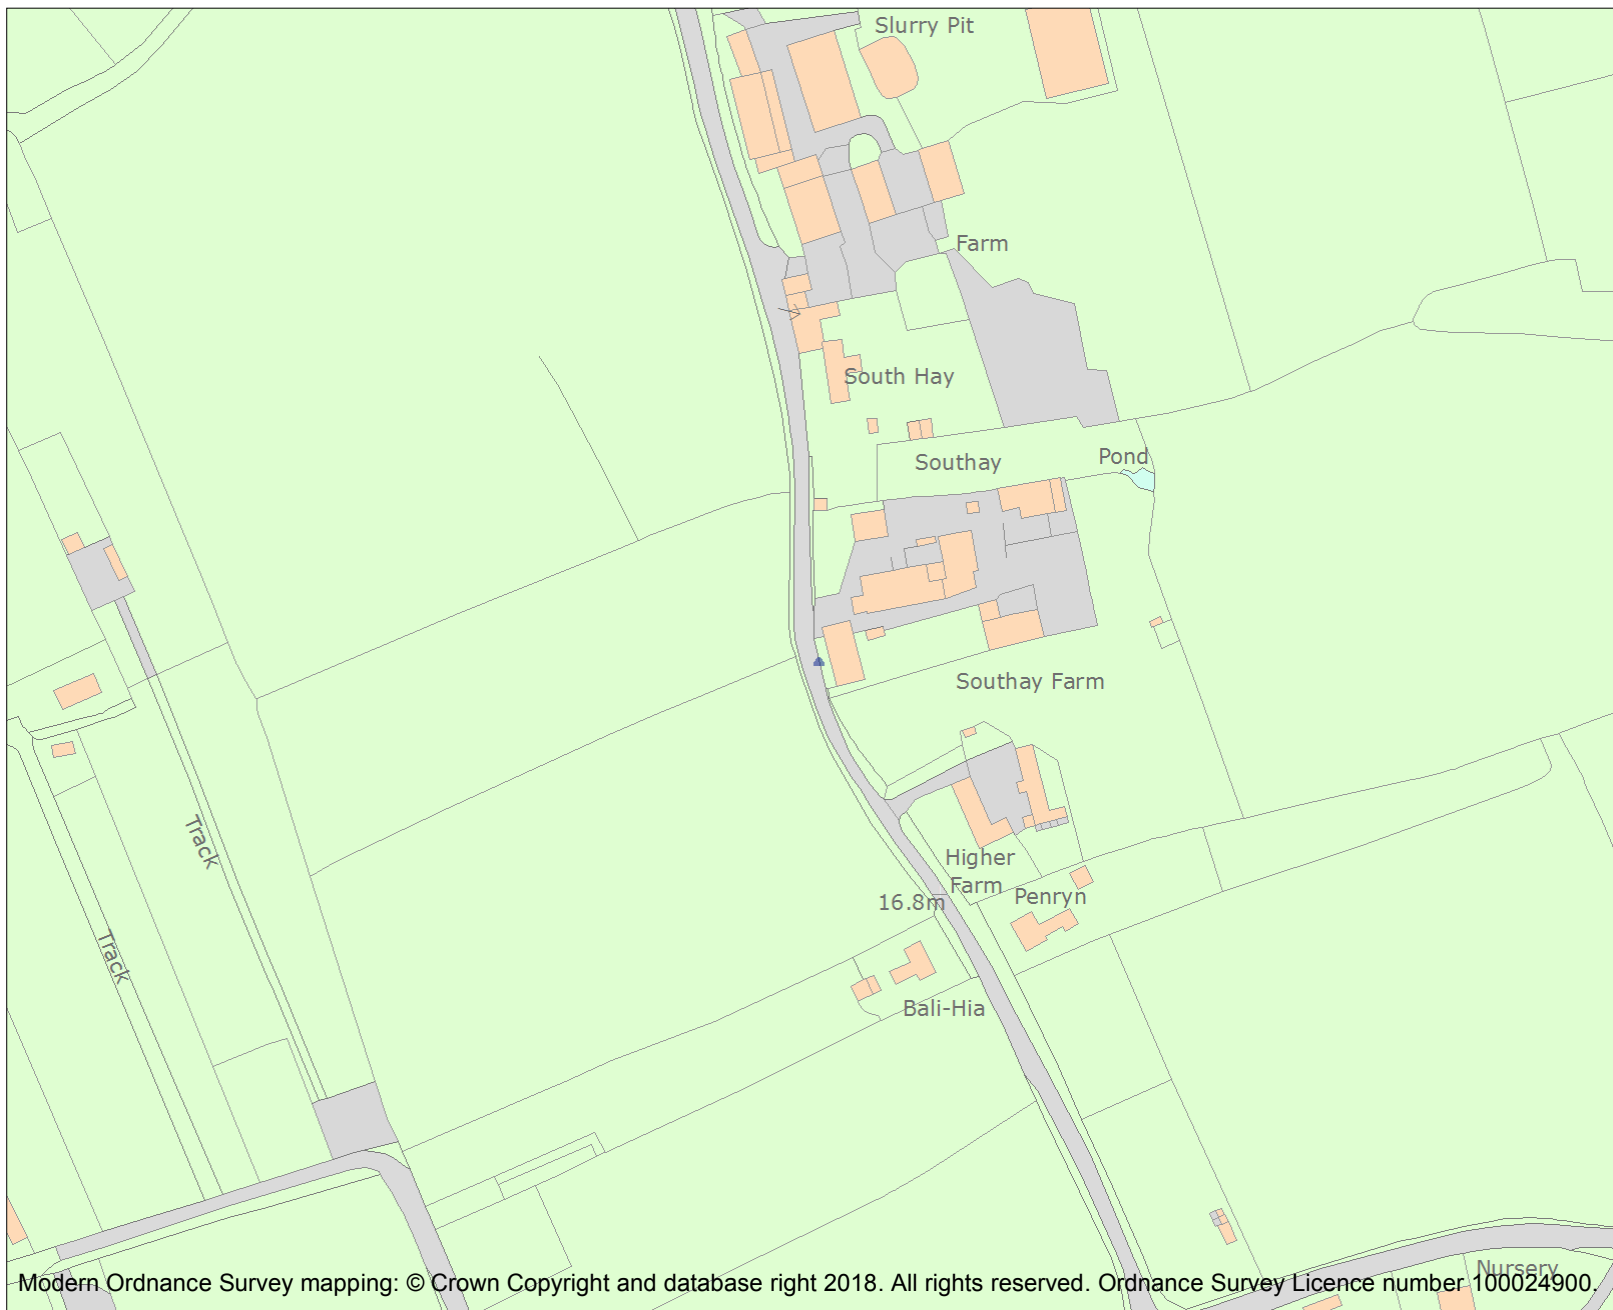 Slurry Pit
Farm
South Hay
Southay
Pond
Southay Farm
Track
Higher
Farm
Penryn
16.8m
Track
Bali-Hia
Nursery
Modern Ordnance Survey mapping: © Crown Copyright and database right 2018. All rights reserved. Ordnance Survey Licence number 100024900.